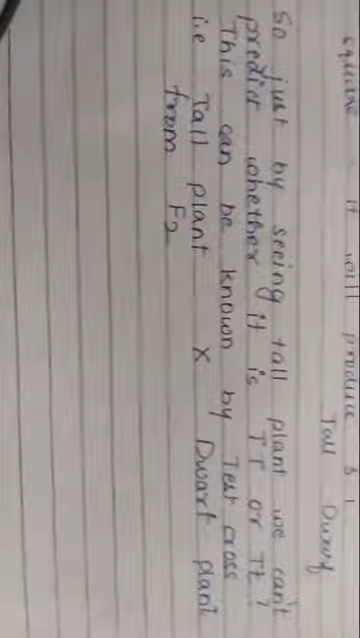 square it will produce 3 : 1
Tall Dwarf
So just by seeing tall plant we can't
predict whether it is TT or Tt?
This can be known by Test cross
i.e Tall plant X Dwarf plant
from F2